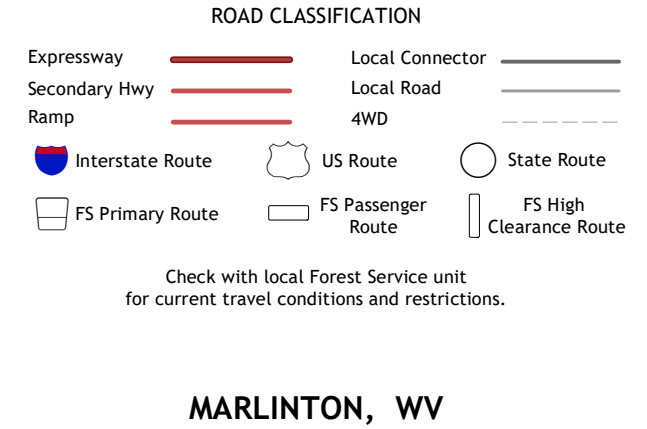 ROAD CLASSIFICATION
Expressway
Local Connector
Secondary Hwy
Local Road
Ramp
4WD
Interstate Route
US Route
State Route
FS Primary Route
FS Passenger
Route
FS High
Clearance Route
Check with local Forest Service unit
for current travel conditions and restrictions.
MARLINTON, WV